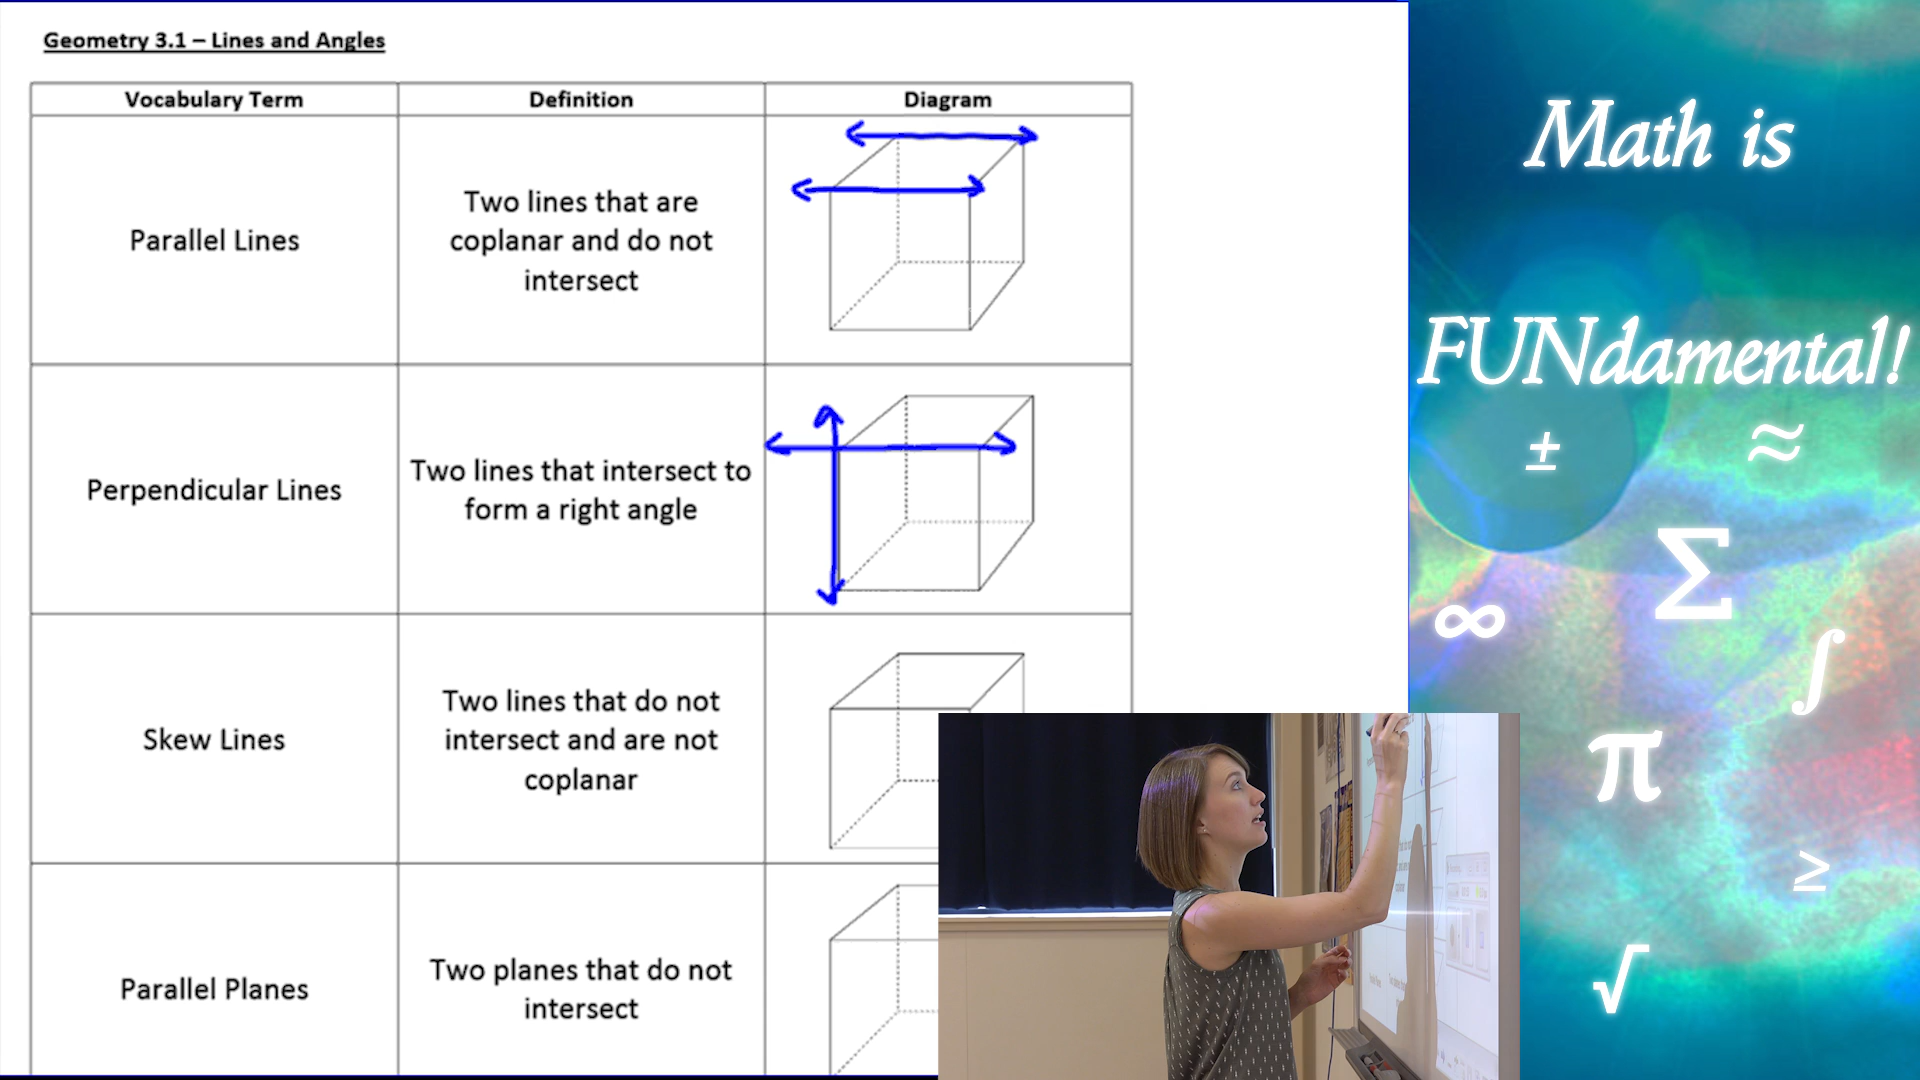 Geometry 3.1 – Lines and Angles
Vocabulary Term
Definition
Diagram
Parallel Lines
Two lines that are
coplanar and do not
intersect
Perpendicular Lines
Two lines that intersect to
form a right angle
Skew Lines
Two lines that do not
intersect and are not
coplanar
Parallel Planes
Two planes that do not
intersect
Math is
FUNdamental!
± ≈
Σ
∞
∫
π
≥
√